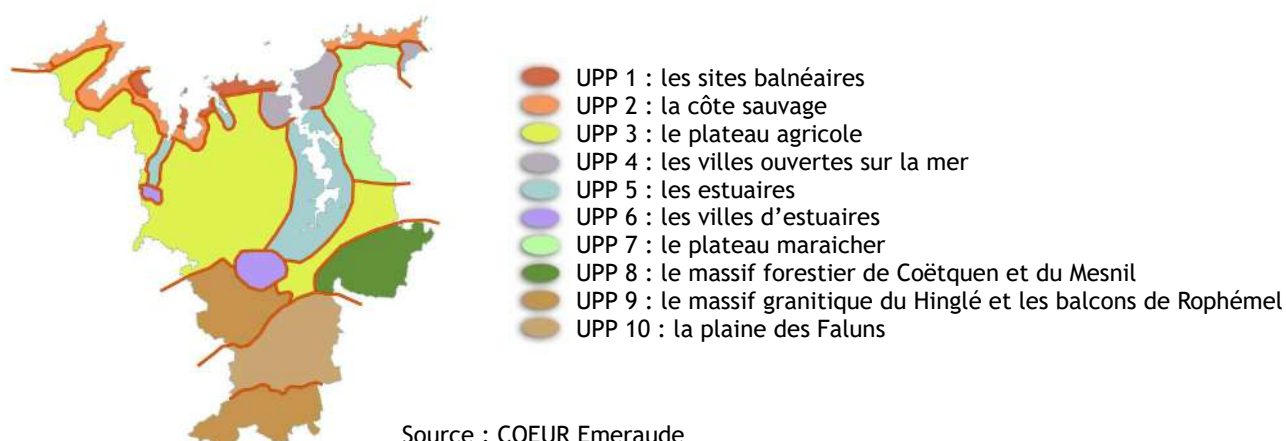 UPP 1 : les sites balnéaires
UPP 2 : la côte sauvage
UPP 3 : le plateau agricole
UPP 4 : les villes ouvertes sur la mer
UPP 5 : les estuaires
UPP 6 : les villes d’estuaires
UPP 7 : le plateau maraicher
UPP 8 : le massif forestier de Coëtquen et du Mesnil
UPP 9 : le massif granitique du Hinglé et les balcons de Rophémel
UPP 10 : la plaine des Faluns
Source : COEUR Emeraude